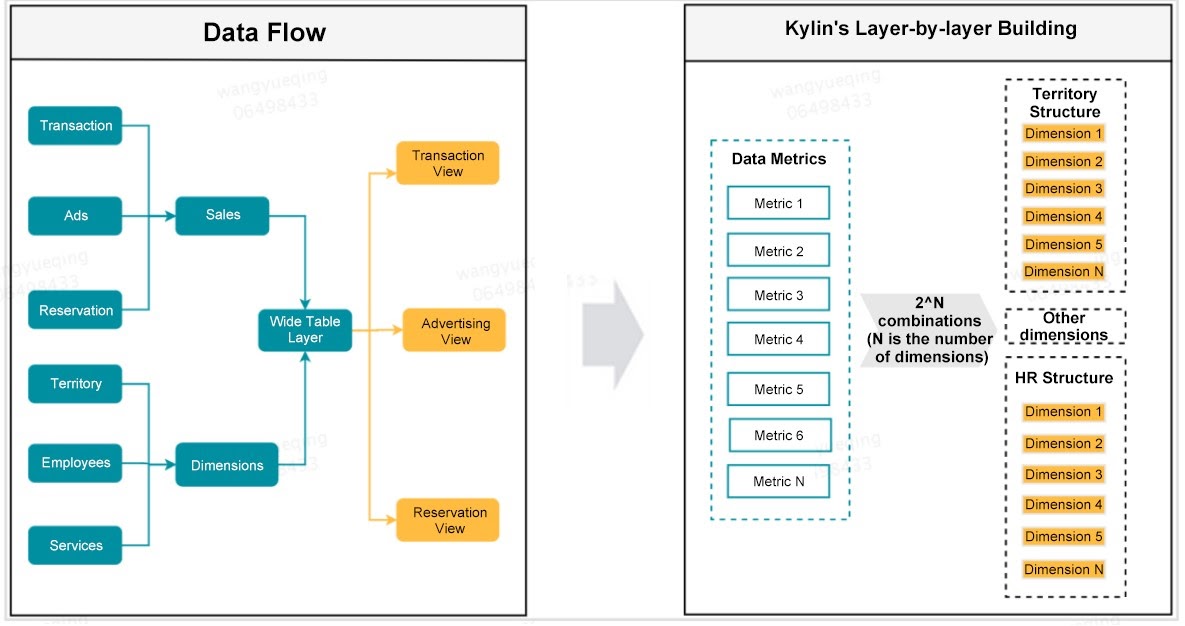 Data Flow
Transaction
Ads
Reservation
Sales
Territory
Employees
Services
Dimensions
Wide Table
Layer
Transaction
View
Advertising
View
Reservation
View
Kylin's Layer-by-layer Building
Data Metrics
Metric 1
Metric 2
Metric 3
Metric 4
Metric 5
Metric 6
Metric N
2^N
combinations
(N is the number
of dimensions)
Territory
Structure
Dimension 1
Dimension 2
Dimension 3
Dimension 4
Dimension 5
Dimension N
Other
dimensions
HR Structure
Dimension 1
Dimension 2
Dimension 3
Dimension 4
Dimension 5
Dimension N
wangyueqing
06498433
wangyueqing
06498433